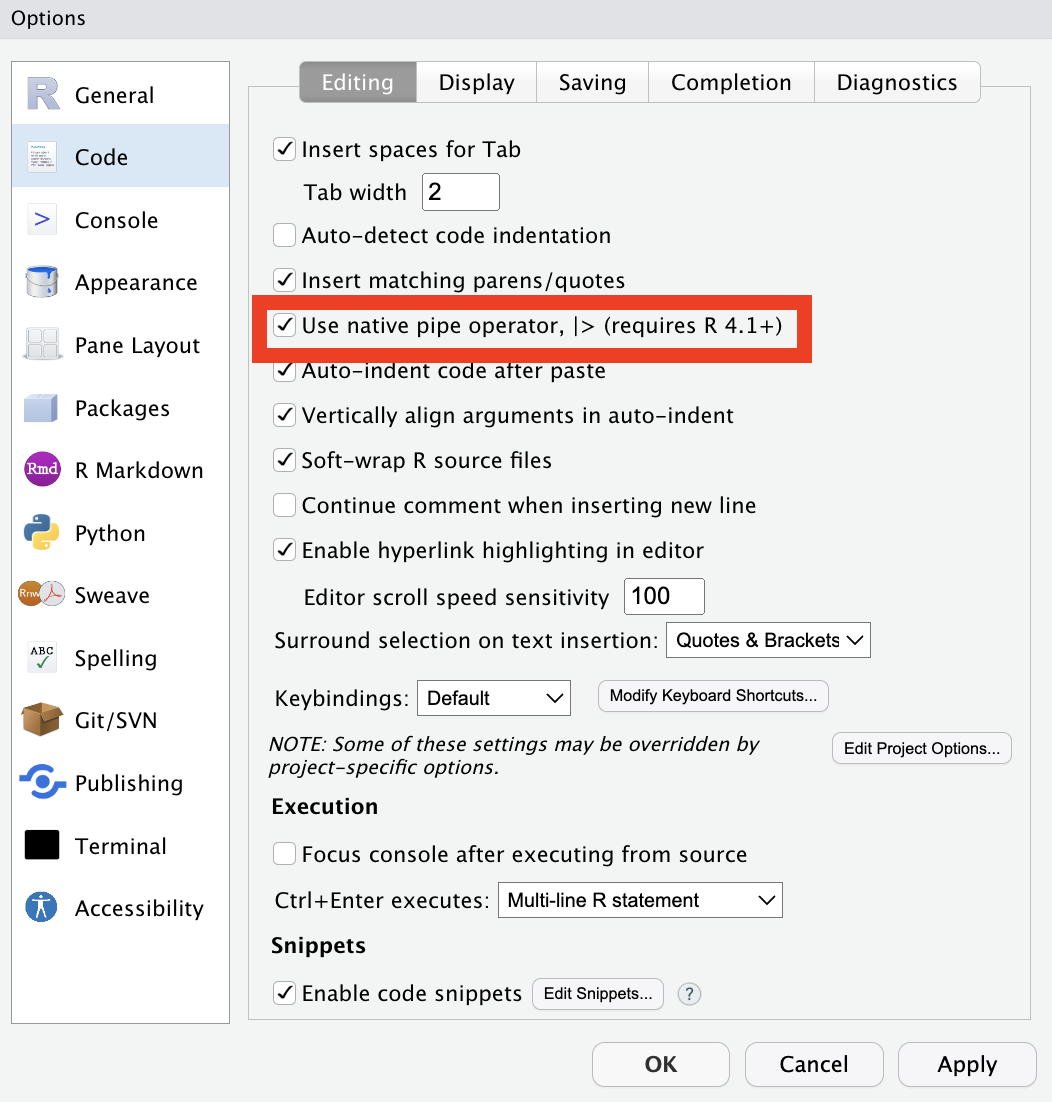 Options
General
Code
Console
Appearance
Pane Layout
Packages
Rmd R Markdown
Python
Rnw Sweave
ABC Spelling
Git/SVN
Publishing
Terminal
Accessibility
Editing Display Saving Completion Diagnostics
Insert spaces for Tab
Tab width 2
Auto-detect code indentation
Insert matching parens/quotes
Use native pipe operator, |> (requires R 4.1+)
Auto-indent code after paste
Vertically align arguments in auto-indent
Soft-wrap R source files
Continue comment when inserting new line
Enable hyperlink highlighting in editor
Editor scroll speed sensitivity 100
Surround selection on text insertion: Quotes & Brackets
Keybindings: Default Modify Keyboard Shortcuts...
NOTE: Some of these settings may be overridden by
project-specific options.
Edit Project Options...
Execution
Focus console after executing from source
Ctrl+Enter executes: Multi-line R statement
Snippets
Enable code snippets Edit Snippets... ?
OK Cancel Apply